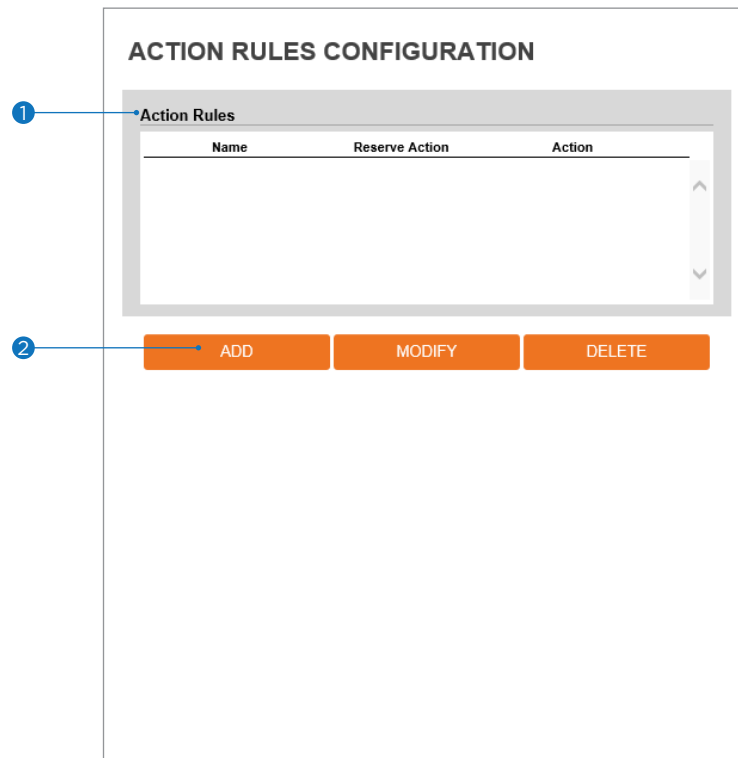 ACTION RULES CONFIGURATION
1
Action Rules
Name Reserve Action Action
2
ADD MODIFY DELETE